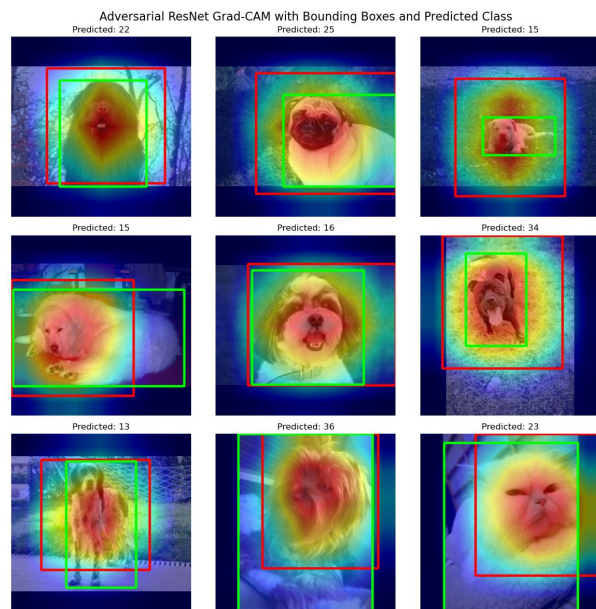 Adversarial ResNet Grad-CAM with Bounding Boxes and Predicted Class
Predicted: 22
Predicted: 25
Predicted: 15
Predicted: 15
Predicted: 16
Predicted: 34
Predicted: 13
Predicted: 36
Predicted: 23